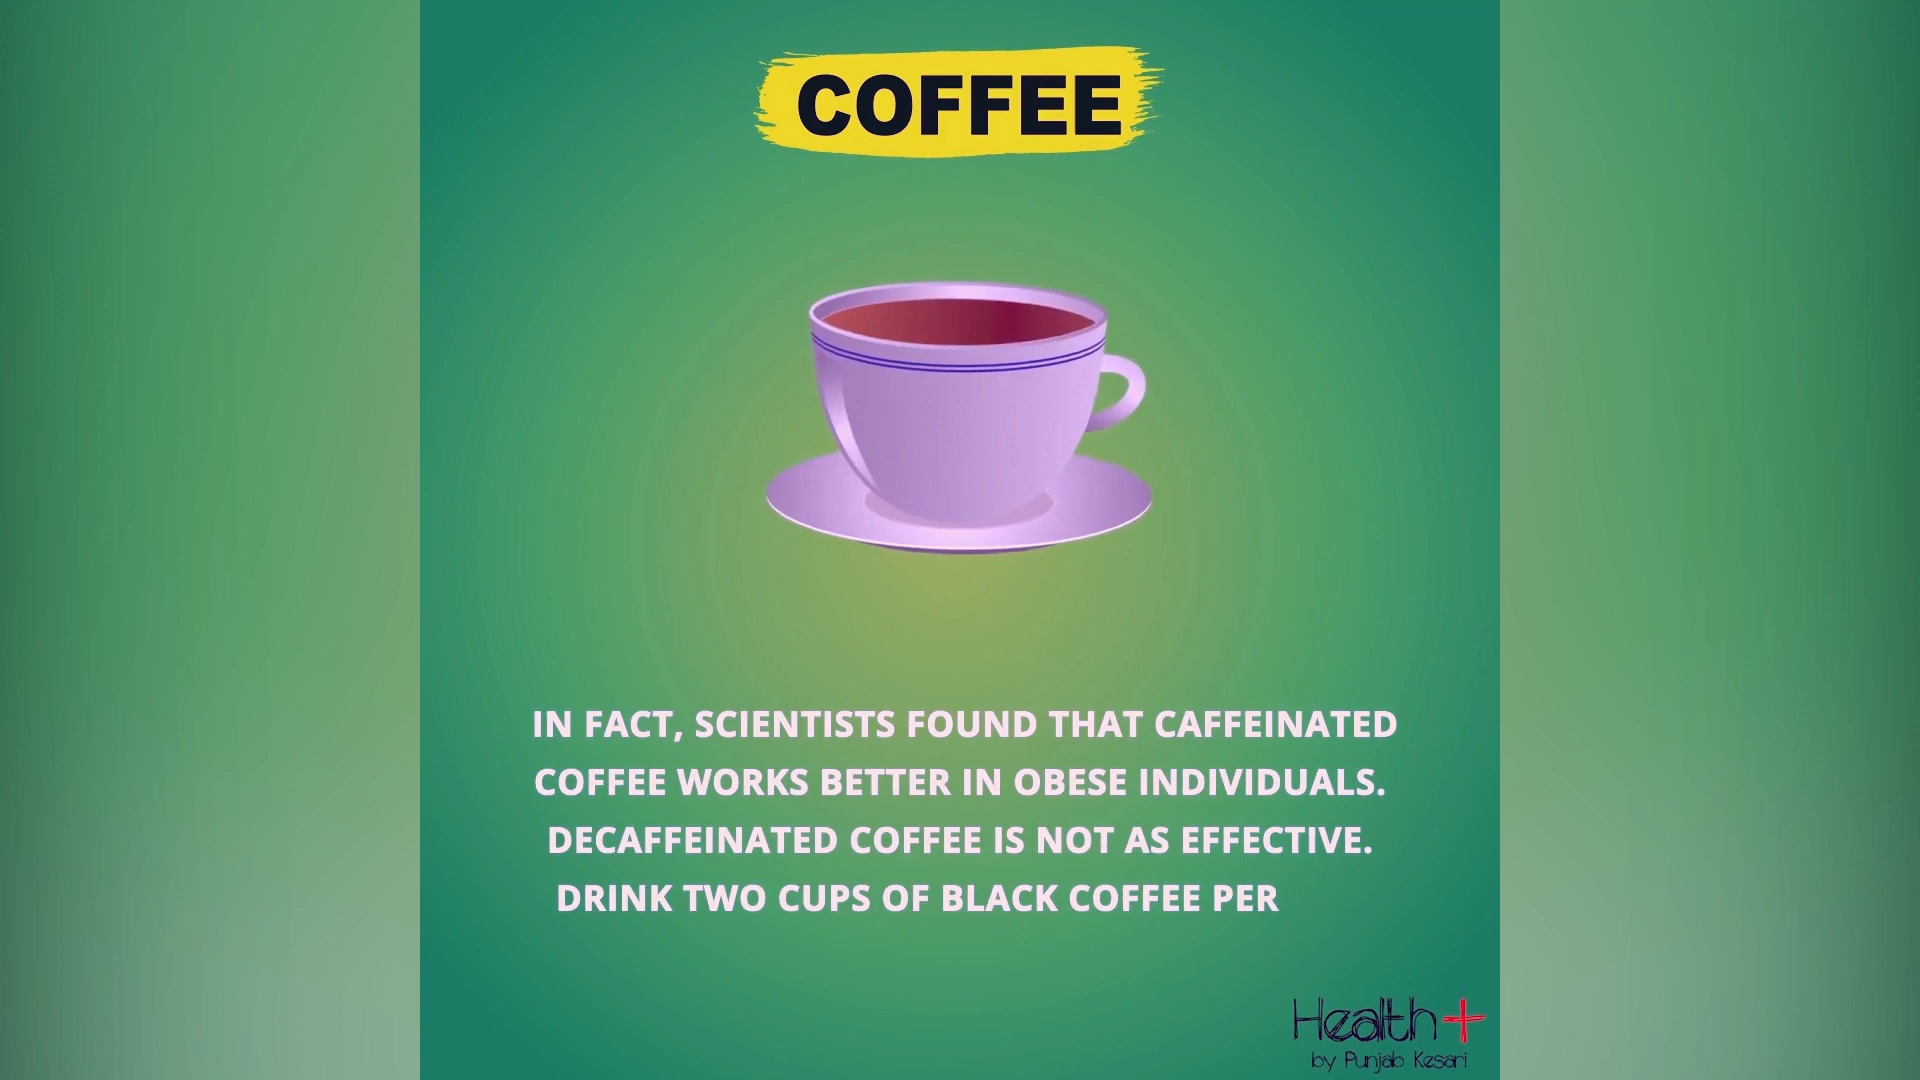 COFFEE
IN FACT, SCIENTISTS FOUND THAT CAFFEINATED
COFFEE WORKS BETTER IN OBESE INDIVIDUALS.
DECAFFEINATED COFFEE IS NOT AS EFFECTIVE.
DRINK TWO CUPS OF BLACK COFFEE PER
Health+
by Punjab Kesari